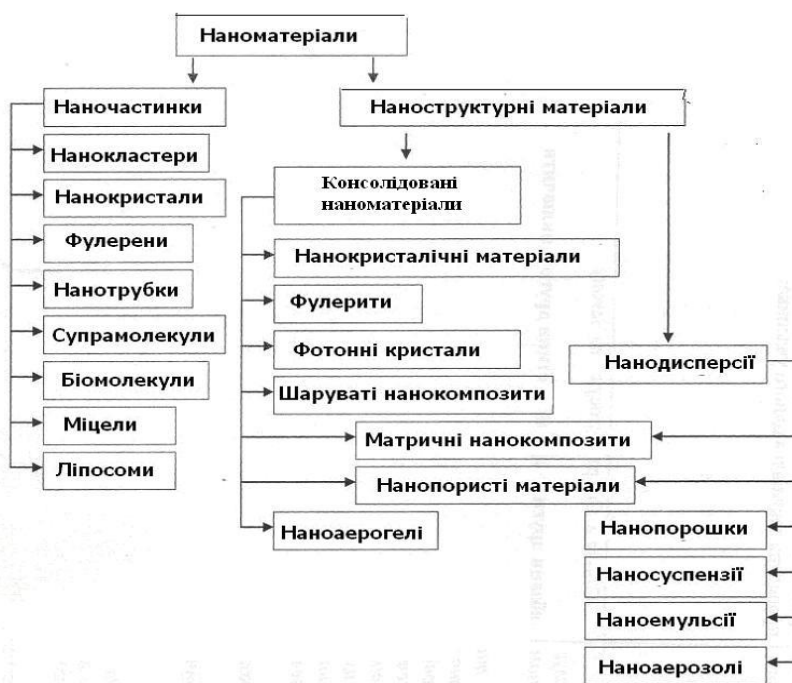 Наноматеріали
Наночастинки
Наноструктурні матеріали
Нанокластери
Нанокристали
Фулерени
Нанотрубки
Супрамолекули
Біомолекули
Міцели
Ліпосоми
Консолідовані
наноматеріали
Нанокристалічні матеріали
Фулерити
Фотонні кристали
Шаруваті нанокомпозити
Матричні нанокомпозити
Нанопористі матеріали
Наноаерогелі
Нанодисперсії
Нанопорошки
Наносуспензії
Наноемульсії
Наноаерозолі